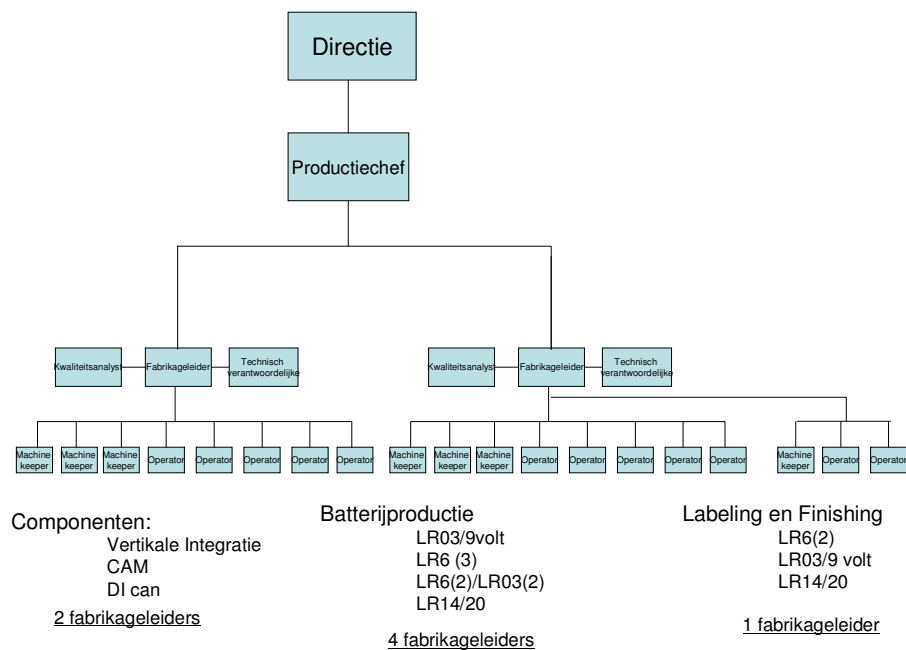 Directie
Productiechef
Kwaliteitsanalyst
Fabrikageleider
Technisch
verantwoordelijke
Kwaliteitsanalyst
Fabrikageleider
Technisch
verantwoordelijke
Machine
keeper
Machine
keeper
Machine
keeper
Operator
Operator
Operator
Operator
Operator
Machine
keeper
Machine
keeper
Machine
keeper
Operator
Operator
Operator
Operator
Operator
Machine
keeper
Operator
Operator
Componenten:
Vertikale Integratie
CAM
DI can
2 fabrikageleiders
Batterijproductie
LR03/9volt
LR6 (3)
LR6(2)/LR03(2)
LR14/20
4 fabrikageleiders
Labeling en Finishing
LR6(2)
LR03/9 volt
LR14/20
1 fabrikageleider